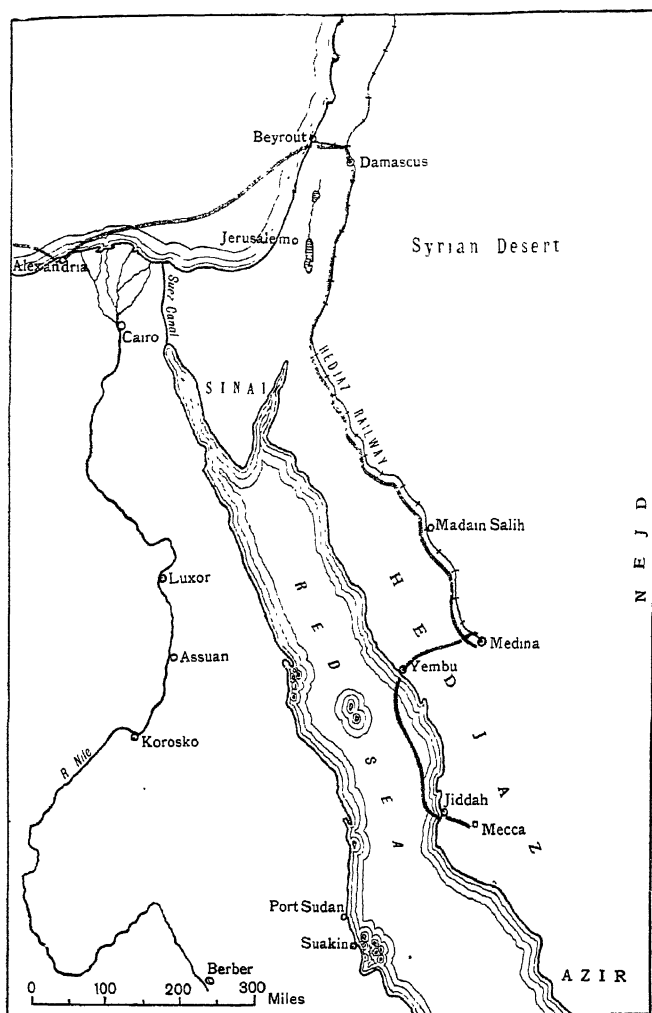 Beyrout
Damascus
Jerusalem
Syrian Desert
Alexandria
Suez Canal
Cairo
SINAI
HEDJAZ RAILWAY
Madain Salih
NEJD
Luxor
RED SEA
HEDJAZ
Medina
Assuan
Yembu
Korosko
R Nile
Jiddah
Mecca
Port Sudan
Suakin
Berber
AZIR
0 100 200 300
Miles